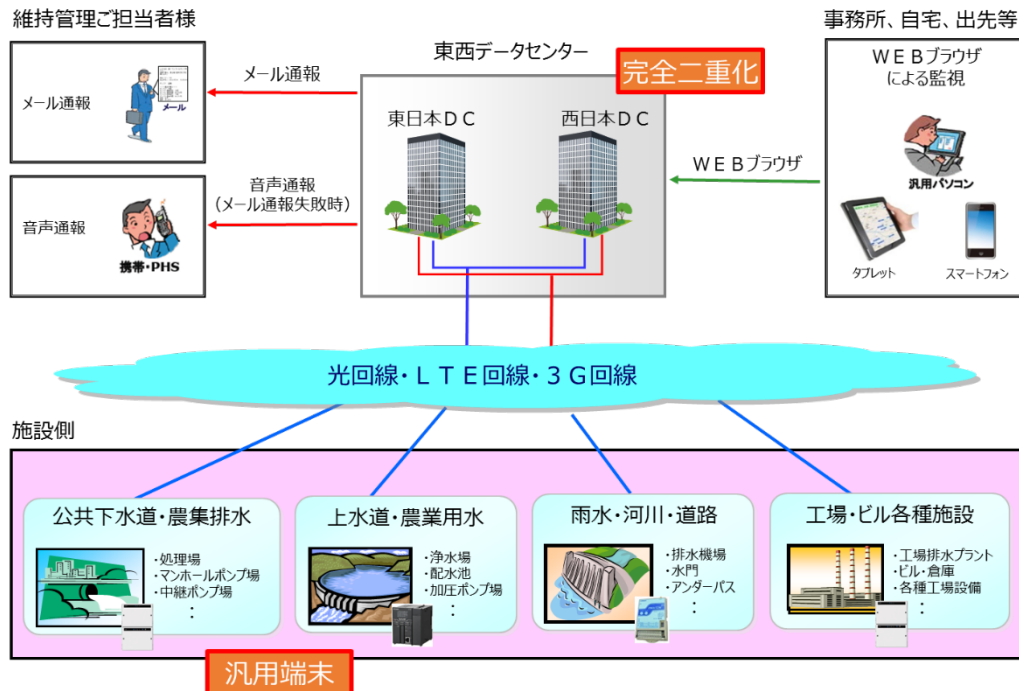 維持管理ご担当者様
メール通報
メール
音声通報
携帯・PHS
メール通報
音声通報
(メール通報失敗時)
東西データセンター
完全二重化
東日本DC
西日本DC
WEBブラウザ
事務所、自宅、出先等
WEBブラウザ
による監視
汎用パソコン
タブレット
スマートフォン
光回線・LTE回線・3G回線
施設側
公共下水道・農集排水
・処理場
・マンホールポンプ場
・中継ポンプ場
:
上水道・農業用水
・浄水場
・配水池
・加圧ポンプ場
:
雨水・河川・道路
・排水機場
・水門
・アンダーパス
:
工場・ビル各種施設
・工場排水プラント
・ビル・倉庫
・各種工場設備
:
汎用端末